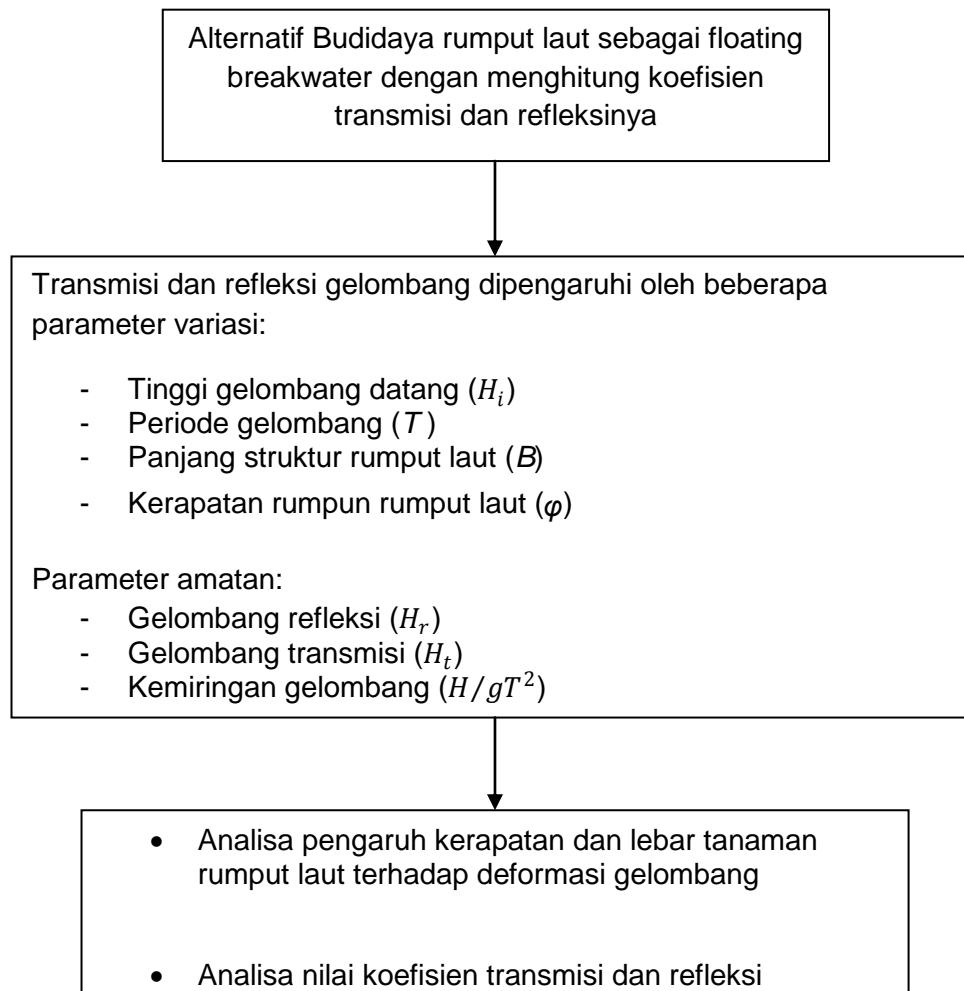 Alternatif Budidaya rumput laut sebagai floating
breakwater dengan menghitung koefisien
transmisi dan refleksinya
Transmisi dan refleksi gelombang dipengaruhi oleh beberapa
parameter variasi:
- Tinggi gelombang datang (H_i)
- Periode gelombang (T)
- Panjang struktur rumput laut (B)
- Kerapatan rumpun rumput laut (φ)
Parameter amatan:
- Gelombang refleksi (H_r)
- Gelombang transmisi (H_t)
- Kemiringan gelombang (H/gT²)
• Analisa pengaruh kerapatan dan lebar tanaman
rumput laut terhadap deformasi gelombang
• Analisa nilai koefisien transmisi dan refleksi